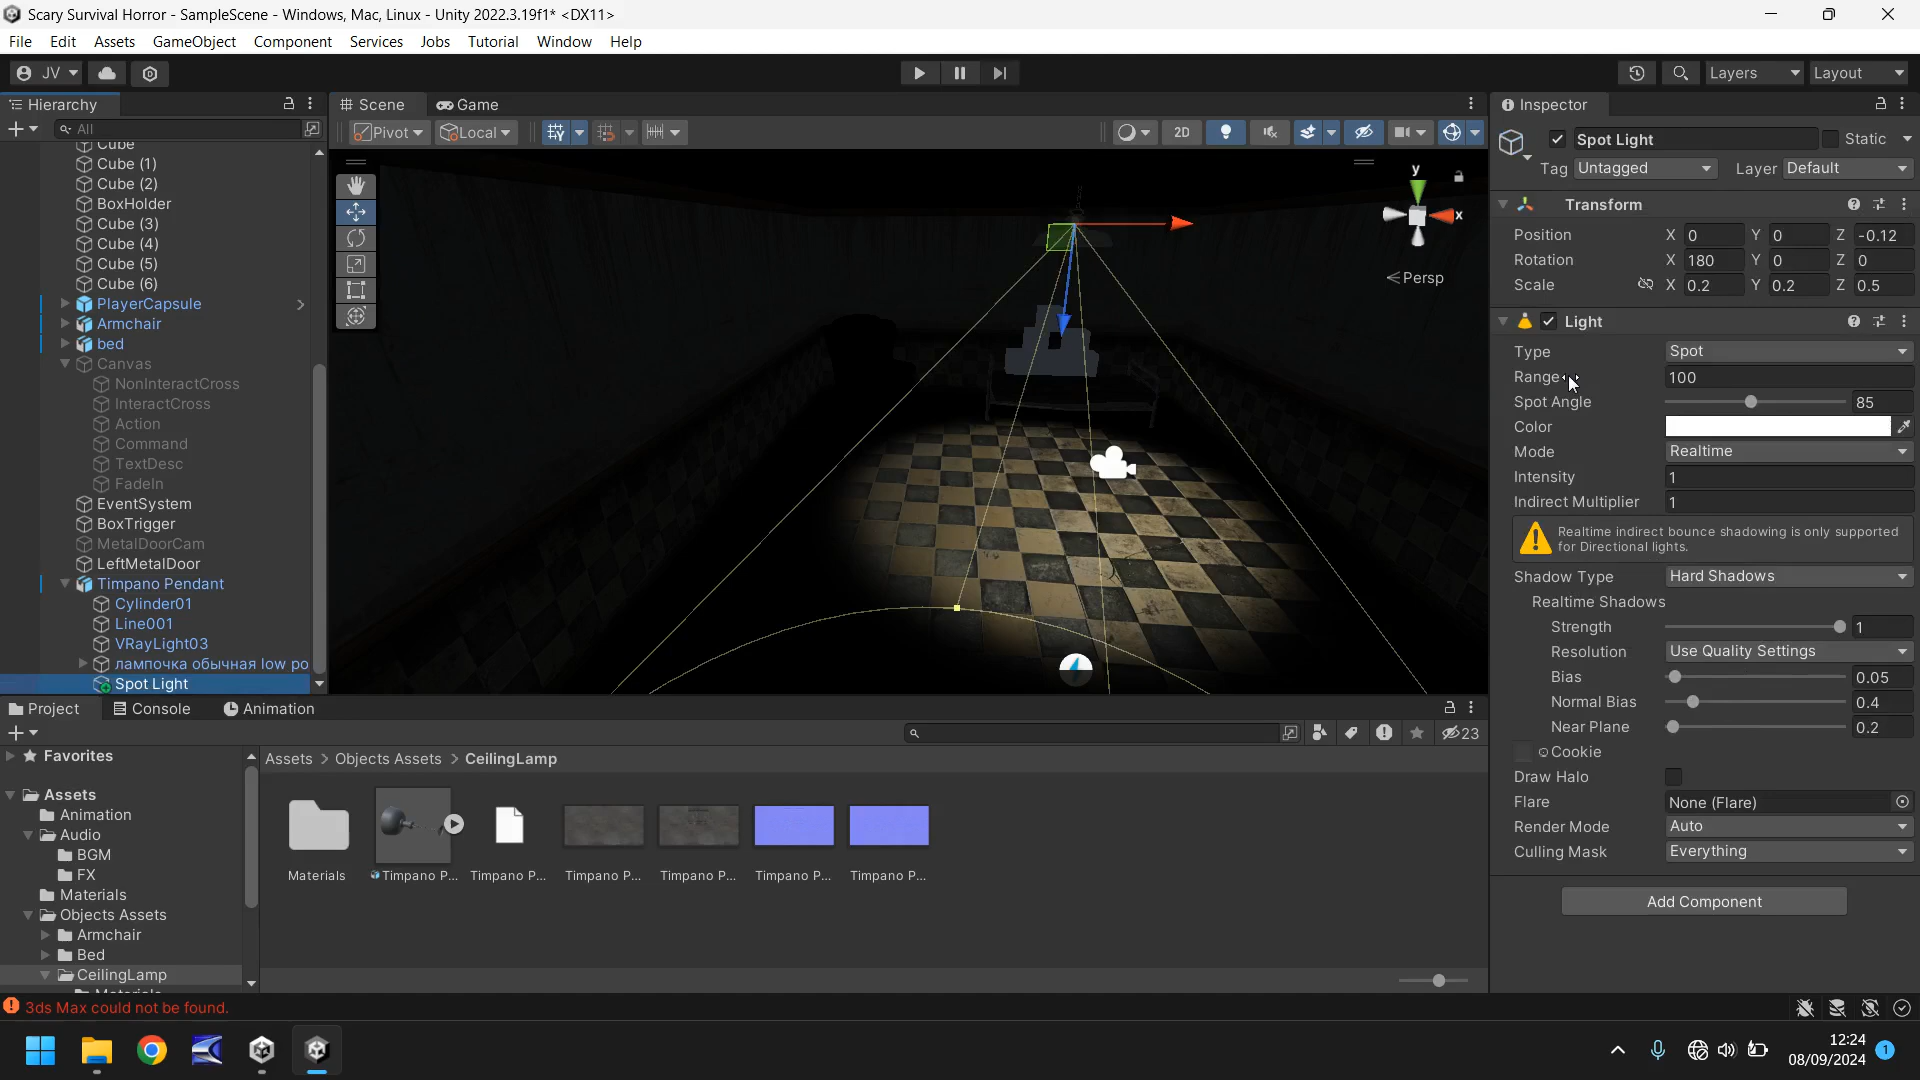 Scary Survival Horror - SampleScene - Windows, Mac, Linux - Unity 2022.3.19f1* <DX11>
File Edit Assets GameObject Component Services Jobs Tutorial Window Help
JV Layers Layout
Hierarchy
All
Cube
Cube (1)
Cube (2)
BoxHolder
Cube (3)
Cube (4)
Cube (5)
Cube (6)
PlayerCapsule
Armchair
bed
Canvas
NonInteractCross
InteractCross
Action
Command
TextDesc
FadeIn
EventSystem
BoxTrigger
MetalDoorCam
LeftMetalDoor
Timpano Pendant
Cylinder01
Line001
VRayLight03
лампочка обычная low po
Spot Light
Scene Game
Pivot Local 2D
y
x
Persp
Inspector
Spot Light Static
Tag Untagged Layer Default
Transform
Position X 0 Y 0 Z -0.12
Rotation X 180 Y 0 Z 0
Scale X 0.2 Y 0.2 Z 0.5
Light
Type Spot
Range 100
Spot Angle 85
Color
Mode Realtime
Intensity 1
Indirect Multiplier 1
Realtime indirect bounce shadowing is only supported
for Directional lights.
Shadow Type Hard Shadows
Realtime Shadows
Strength 1
Resolution Use Quality Settings
Bias 0.05
Normal Bias 0.4
Near Plane 0.2
Cookie
Draw Halo
Flare None (Flare)
Render Mode Auto
Culling Mask Everything
Add Component
Project Console Animation
23
Favorites
Assets
Animation
Audio
BGM
FX
Materials
Objects Assets
Armchair
Bed
CeilingLamp
Assets > Objects Assets > CeilingLamp
Materials Timpano P... Timpano P... Timpano P... Timpano P... Timpano P... Timpano P...
3ds Max could not be found.
12:24
08/09/2024
1